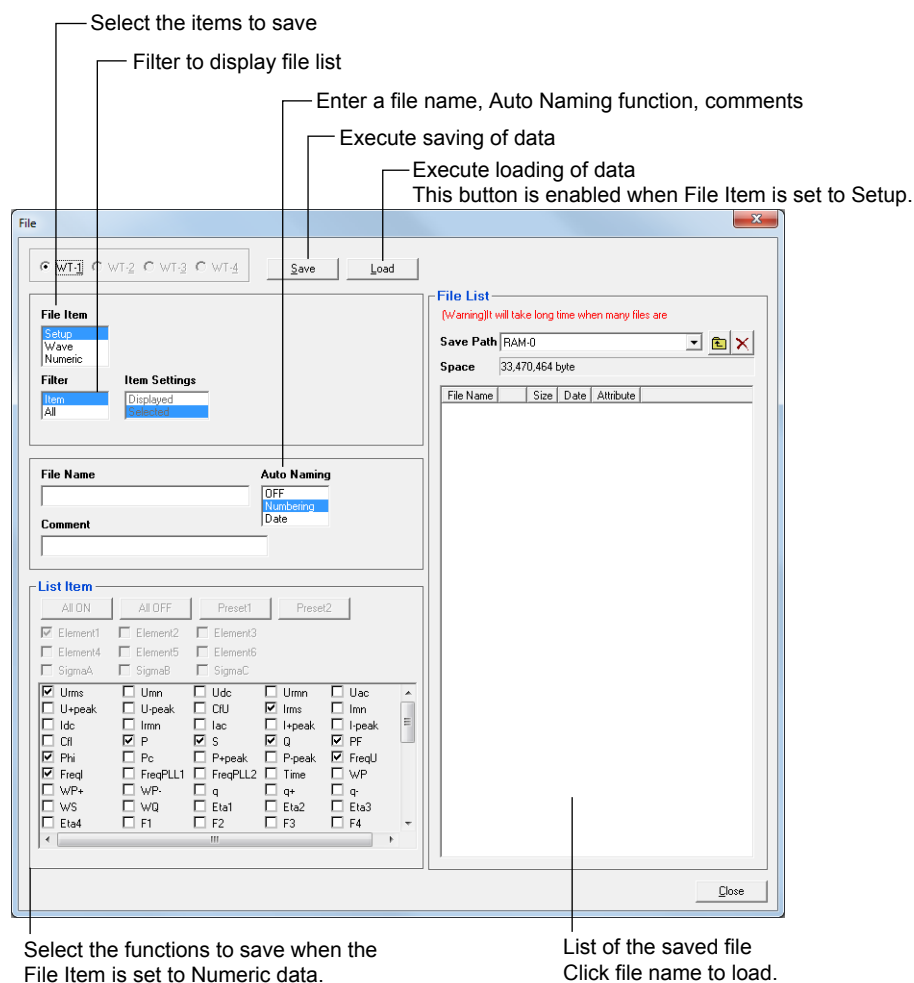 Select the items to save
Filter to display file list
Enter a file name, Auto Naming function, comments
Execute saving of data
Execute loading of data
This button is enabled when File Item is set to Setup.
File
WT-1 WT-2 WT-3 WT-4 Save Load
File Item
Setup
Wave
Numeric
Filter Item Settings
Item Displayed
All Selected
File Name Auto Naming
OFF
Numbering
Date
Comment
List Item
All ON All OFF Preset1 Preset2
Element1 Element2 Element3
Element4 Element5 Element6
SigmaA SigmaB SigmaC
Urms Umn Udc Urmn Uac
U+peak U-peak CfU Irms Imn
Idc Irmn Iac I+peak I-peak
CfI P S Q PF
Phi Pc P+peak P-peak FreqU
FreqI FreqPLL1 FreqPLL2 Time WP
WP+ WP- q q+ q-
WS WQ Eta1 Eta2 Eta3
Eta4 F1 F2 F3 F4
File List
(Warning)It will take long time when many files are
Save Path RAM-0
Space 33,470,464 byte
File Name Size Date Attribute
Close
Select the functions to save when the
File Item is set to Numeric data.
List of the saved file
Click file name to load.